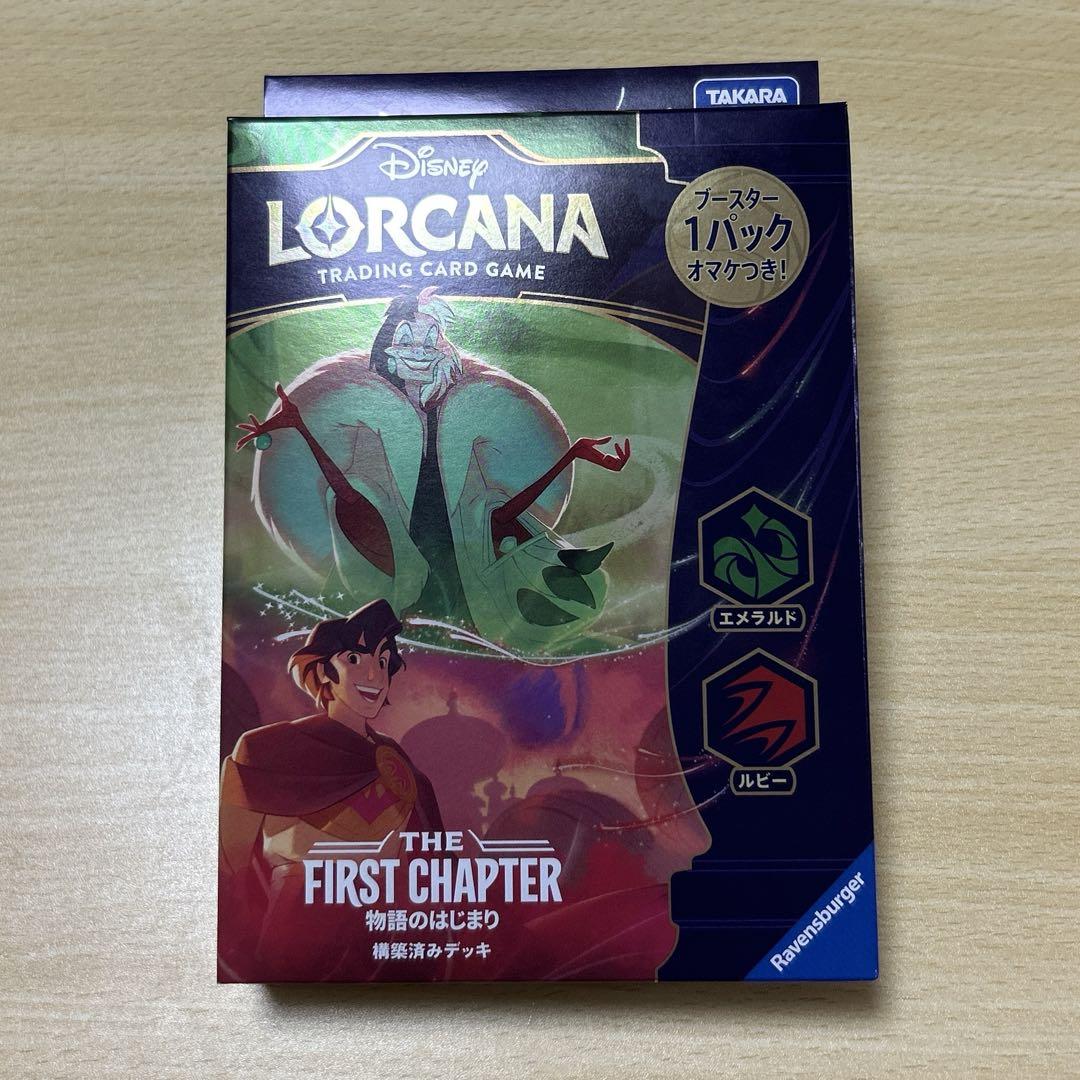 TAKARA
Disney
LORCANA
TRADING CARD GAME
ブースター
1パック
オマケつき!
エメラルド
ルビー
THE
FIRST CHAPTER
物語のはじまり
構築済みデッキ
Ravensburger